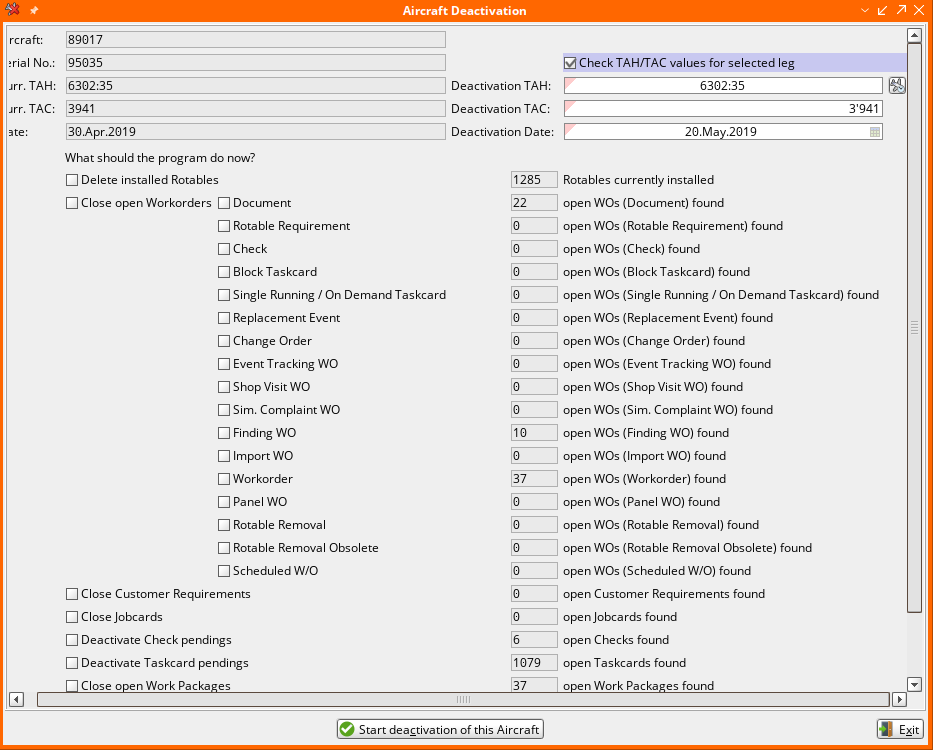 Aircraft Deactivation
rcraft: 89017
erial No.: 95035 Check TAH/TAC values for selected leg
urr. TAH: 6302:35 Deactivation TAH: 6302:35
urr. TAC: 3941 Deactivation TAC: 3'941
ate: 30.Apr.2019 Deactivation Date: 20.May.2019
What should the program do now?
Delete installed Rotables 1285 Rotables currently installed
Close open Workorders Document 22 open WOs (Document) found
Rotable Requirement 0 open WOs (Rotable Requirement) found
Check 0 open WOs (Check) found
Block Taskcard 0 open WOs (Block Taskcard) found
Single Running / On Demand Taskcard 0 open WOs (Single Running / On Demand Taskcard) found
Replacement Event 0 open WOs (Replacement Event) found
Change Order 0 open WOs (Change Order) found
Event Tracking WO 0 open WOs (Event Tracking WO) found
Shop Visit WO 0 open WOs (Shop Visit WO) found
Sim. Complaint WO 0 open WOs (Sim. Complaint WO) found
Finding WO 10 open WOs (Finding WO) found
Import WO 0 open WOs (Import WO) found
Workorder 37 open WOs (Workorder) found
Panel WO 0 open WOs (Panel WO) found
Rotable Removal 0 open WOs (Rotable Removal) found
Rotable Removal Obsolete 0 open WOs (Rotable Removal Obsolete) found
Scheduled W/O 0 open WOs (Scheduled W/O) found
Close Customer Requirements 0 open Customer Requirements found
Close Jobcards 0 open Jobcards found
Deactivate Check pendings 6 open Checks found
Deactivate Taskcard pendings 1079 open Taskcards found
Close open Work Packages 37 open Work Packages found
Start deactivation of this Aircraft Exit